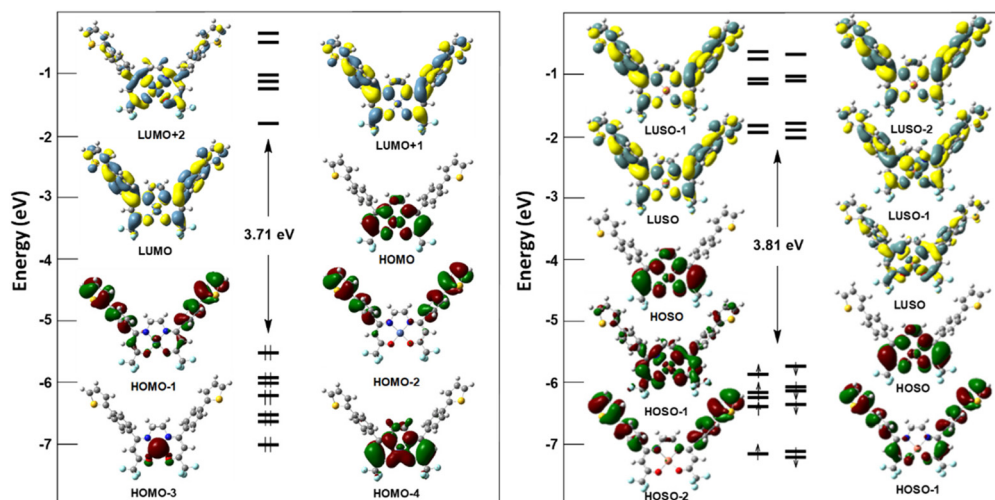 Energy (eV)
-1
-2
-3
-4
-5
-6
-7
LUMO+2
LUMO+1
LUMO
3.71 eV
HOMO
HOMO-1
HOMO-2
HOMO-3
HOMO-4
Energy (eV)
-1
-2
-3
-4
-5
-6
-7
LUSO-1
LUSO-2
LUSO
LUSO-1
3.81 eV
HOSO
LUSO
HOSO-1
HOSO
HOSO-2
HOSO-1